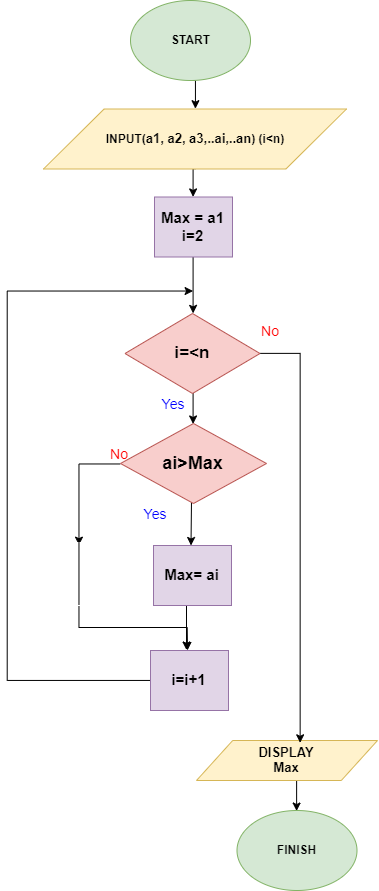 START
INPUT(a1, a2, a3,..ai,..an) (i<n)
Max = a1
i=2
i=<n
No
Yes
ai>Max
No
Yes
Max= ai
i=i+1
DISPLAY
Max
FINISH